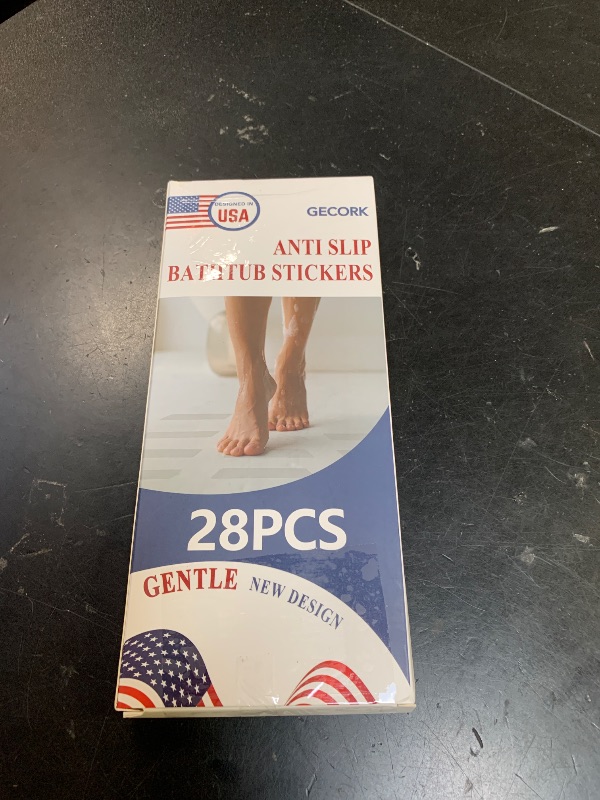 DESIGNED IN
USA
GECORK
ANTI SLIP
BATHTUB STICKERS
28PCS
GENTLE NEW DESIGN